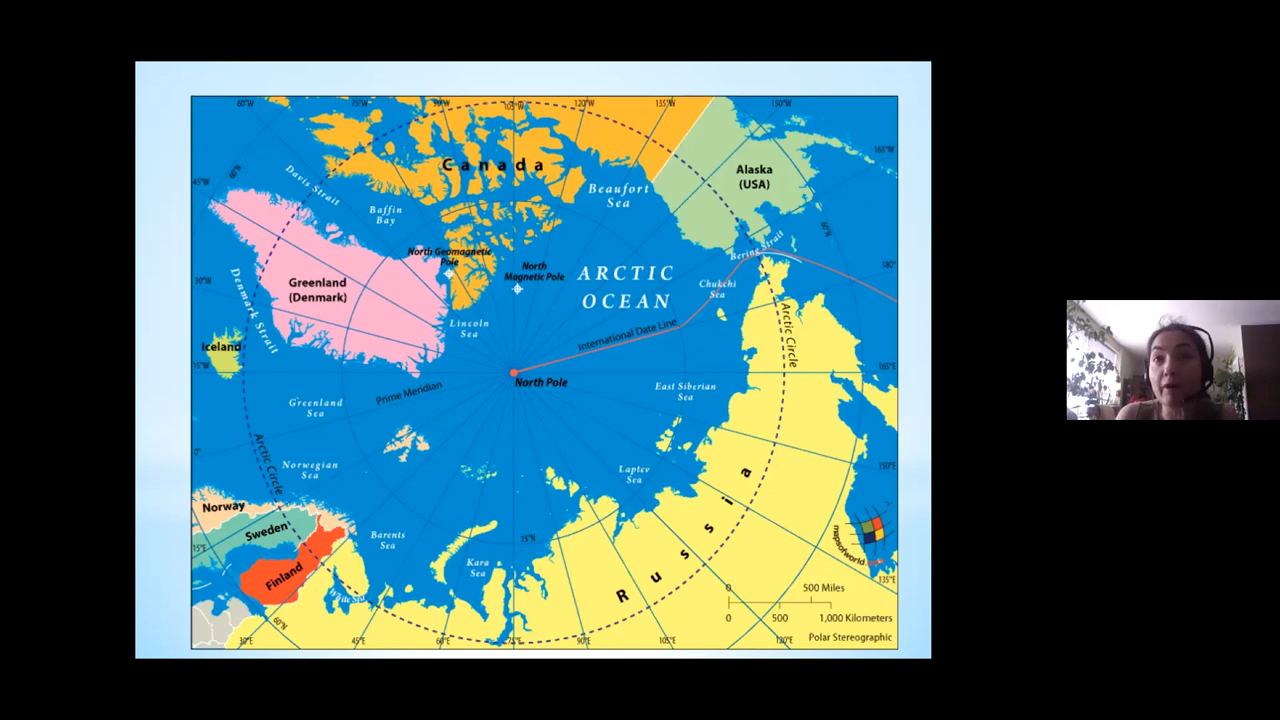 60°W
75°W
90°W
105°W
120°W
135°W
150°W
165°W
180°
165°E
150°E
135°E
120°E
105°E
90°E
75°E
60°E
45°E
30°E
15°E
0°
15°W
30°W
45°W
60°N
60°N
60°N
75°N
Canada
Alaska
(USA)
Davis Strait
Baffin
Bay
Beaufort
Sea
Bering Strait
North Geomagnetic
Pole
North
Magnetic Pole
ARCTIC
OCEAN
Chukchi
Sea
Greenland
(Denmark)
Denmark Strait
Lincoln
Sea
International Date Line
Arctic Circle
Iceland
North Pole
Prime Meridian
East Siberian
Sea
Greenland
Sea
Arctic Circle
Norwegian
Sea
Laptev
Sea
Norway
Sweden
Finland
Barents
Sea
Kara
Sea
White Sea
Russia
mapsofworld
0 500 Miles
0 500 1,000 Kilometers
Polar Stereographic